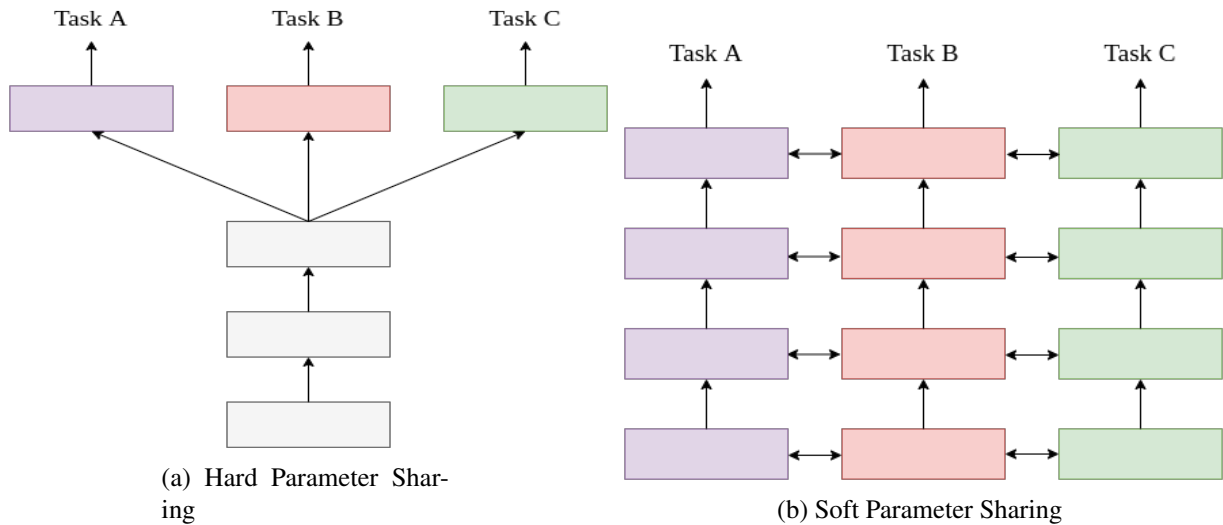 Task A Task B Task C
(a) Hard Parameter Shar-
ing
Task A Task B Task C
(b) Soft Parameter Sharing